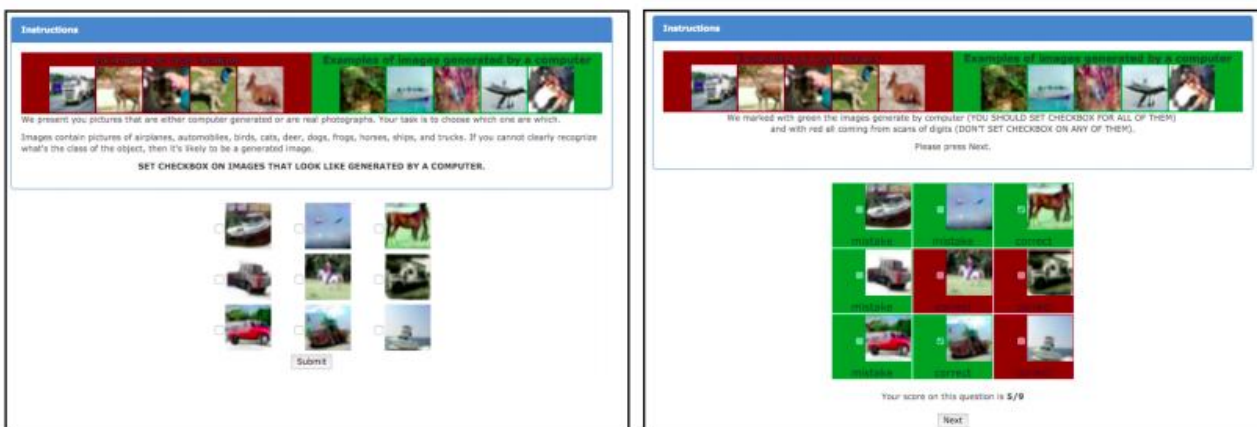 Instructions
Examples of images generated by a computer
We present you pictures that are either computer generated or are real photographs. Your task is to choose which one are which.
Images contain pictures of airplanes, automobiles, birds, cats, deer, dogs, frogs, horses, ships, and trucks. If you cannot clearly recognize
what's the class of the object, then it's likely to be a generated image.
SET CHECKBOX ON IMAGES THAT LOOK LIKE GENERATED BY A COMPUTER.
Submit
Instructions
Examples of images generated by a computer
We marked with green the images generate by computer (YOU SHOULD SET CHECKBOX FOR ALL OF THEM)
and with red all coming from scans of digits (DON'T SET CHECKBOX ON ANY OF THEM).
Please press Next.
mistake mistake correct
mistake correct correct
mistake correct correct
Your score on this question is 5/9
Next